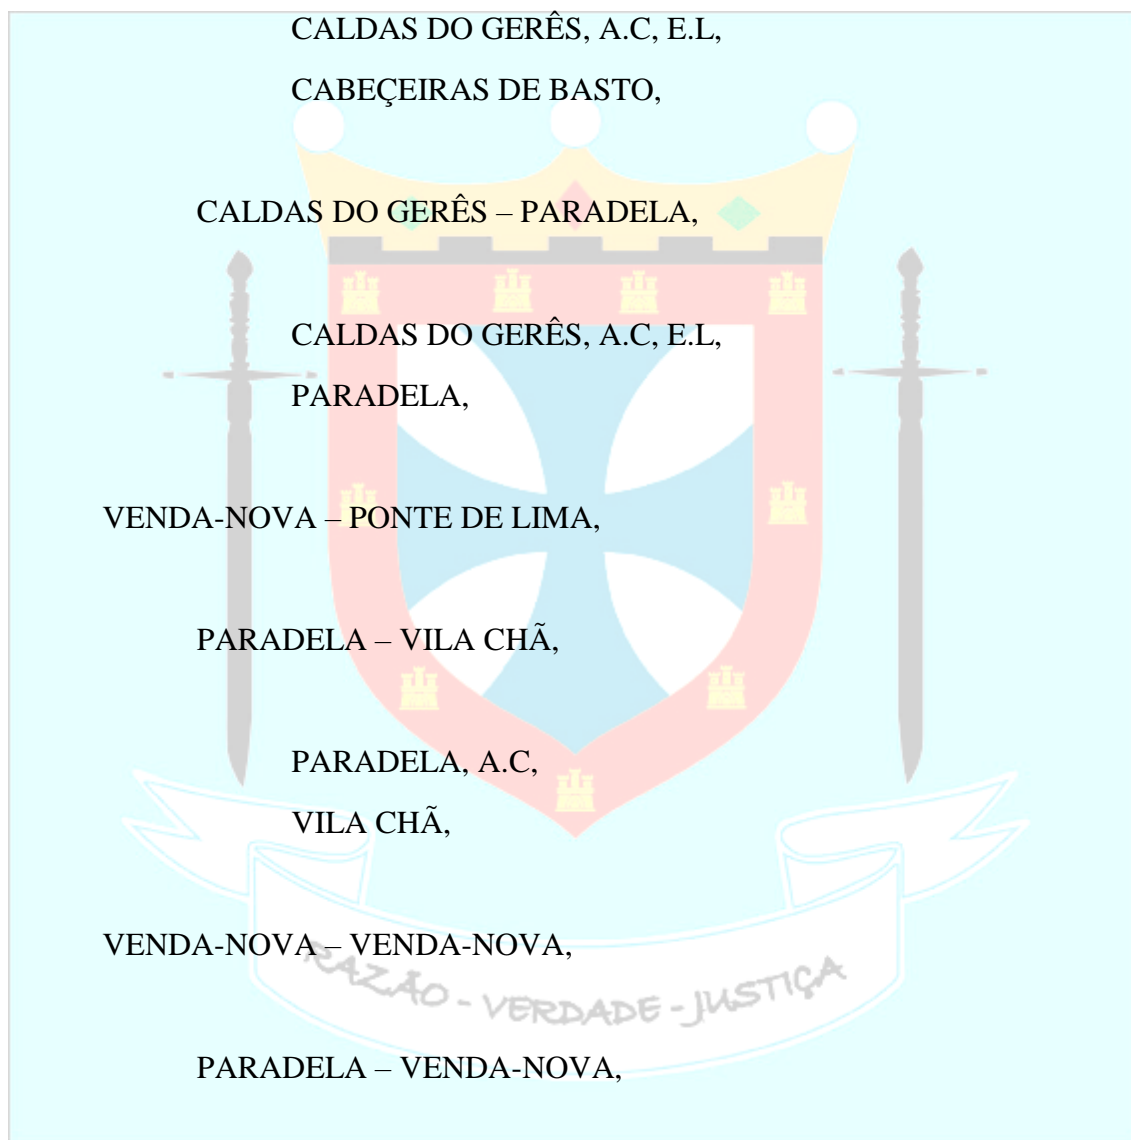 CALDAS DO GERÊS, A.C, E.L,
CABEÇEIRAS DE BASTO,
CALDAS DO GERÊS – PARADELA,
CALDAS DO GERÊS, A.C, E.L,
PARADELA,
VENDA-NOVA – PONTE DE LIMA,
PARADELA – VILA CHÃ,
PARADELA, A.C,
VILA CHÃ,
VENDA-NOVA – VENDA-NOVA,
RAZÃO - VERDADE - JUSTIÇA
PARADELA – VENDA-NOVA,